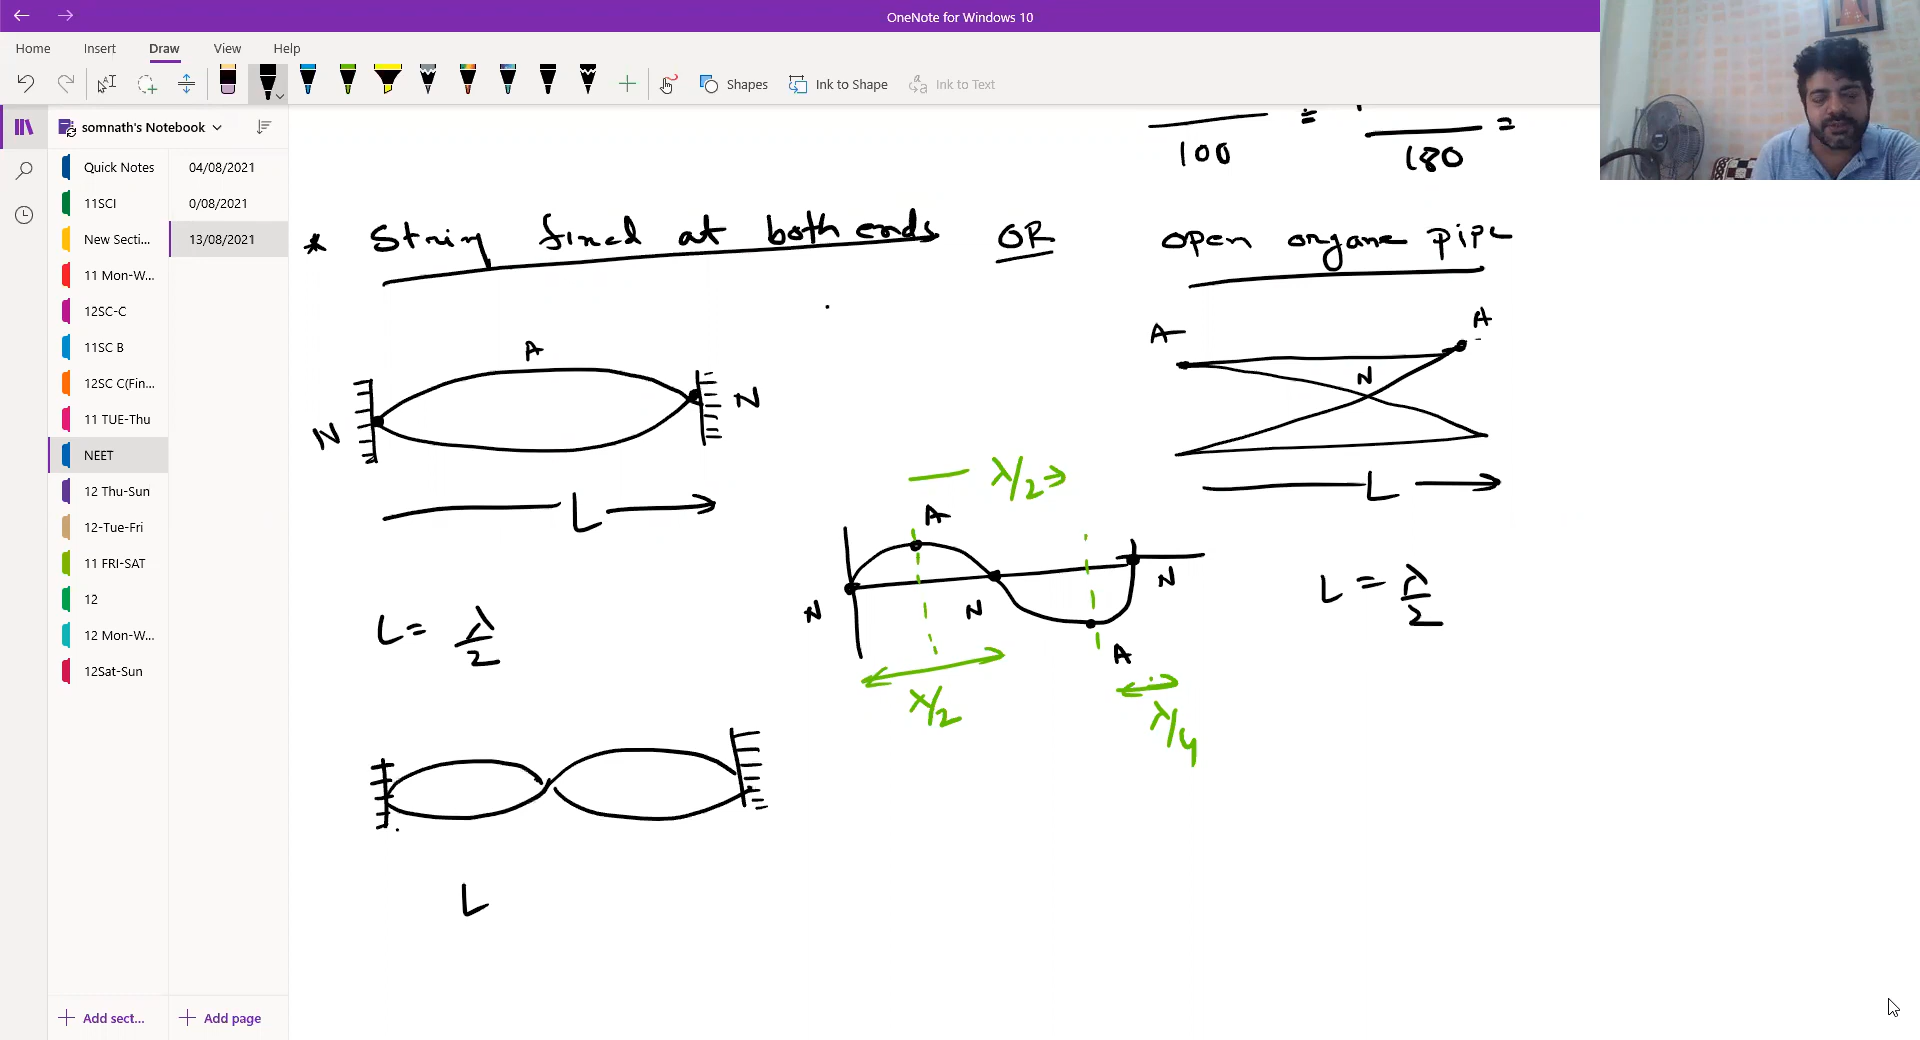 OneNote for Windows 10
Home Insert Draw View Help
Shapes Ink to Shape Ink to Text
somnath's Notebook
Quick Notes
11SCI
New Secti...
11 Mon-W...
12SC-C
11SC B
12SC C(Fin...
11 TUE-Thu
NEET
12 Thu-Sun
12-Tue-Fri
11 FRI-SAT
12
12 Mon-W...
12Sat-Sun
Add sect...
04/08/2021
0/08/2021
13/08/2021
Add page
100 = 180 =
* String fixed at both ends OR open organe pipe
A
N N
L
L = λ/2
A A
N
L
L = λ/2
λ/2
A
N N N
A
λ/2
λ/4
L